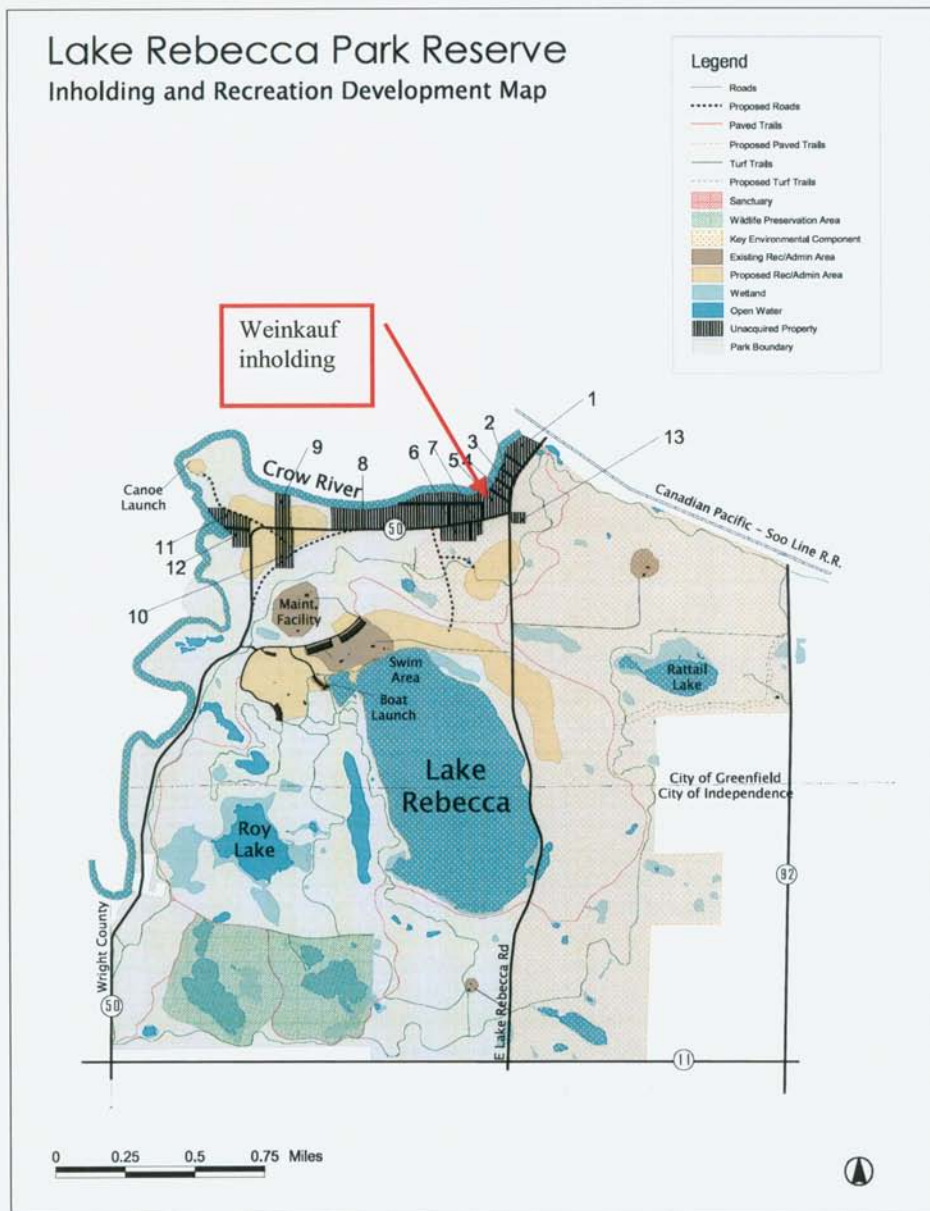 Lake Rebecca Park Reserve
Inholding and Recreation Development Map
Legend
Roads
Proposed Roads
Paved Trails
Proposed Paved Trails
Turf Trails
Proposed Turf Trails
Sanctuary
Wildlife Preservation Area
Key Environmental Component
Existing Rec/Admin Area
Proposed Rec/Admin Area
Wetland
Open Water
Unacquired Property
Park Boundary
Weinkauf
inholding
1
2
3
13
9
8
6
7
5
4
Crow River
Canoe
Launch
Canadian Pacific - Soo Line R.R.
50
11
12
10
Maint.
Facility
Swim
Area
Boat
Launch
Rattail
Lake
Lake
Rebecca
City of Greenfield
City of Independence
Roy
Lake
92
Wright County
50
E Lake Rebecca Rd
11
0 0.25 0.5 0.75 Miles